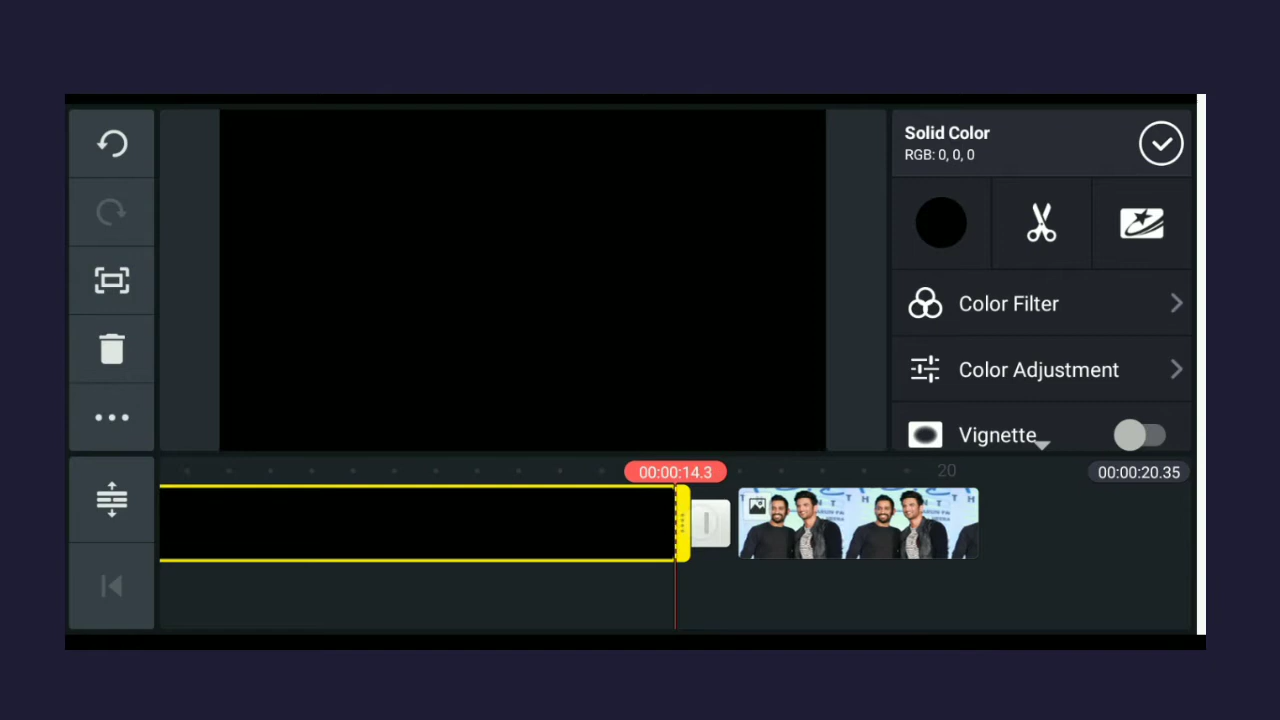 Solid Color
RGB: 0, 0, 0
Color Filter
Color Adjustment
Vignette
00:00:14.3
20
00:00:20.35